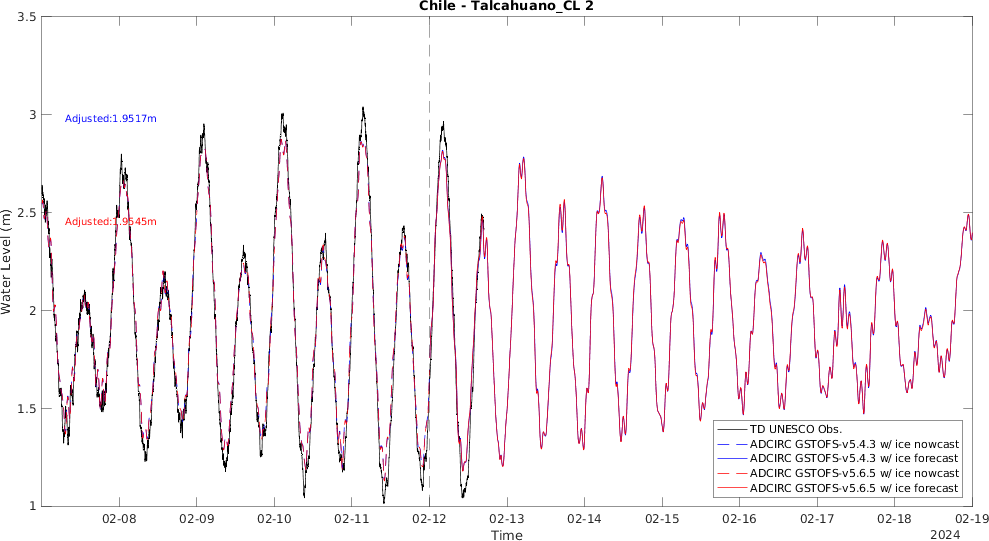 Chile - Talcahuano_CL 2
3.5
3
2.5
2
1.5
1
Water Level (m)
Adjusted:1.9517m
Adjusted:1.9545m
TD UNESCO Obs.
ADCIRC GSTOFS-v5.4.3 w/ ice nowcast
ADCIRC GSTOFS-v5.4.3 w/ ice forecast
ADCIRC GSTOFS-v5.6.5 w/ ice nowcast
ADCIRC GSTOFS-v5.6.5 w/ ice forecast
02-08 02-09 02-10 02-11 02-12 02-13 02-14 02-15 02-16 02-17 02-18 02-19
Time
2024